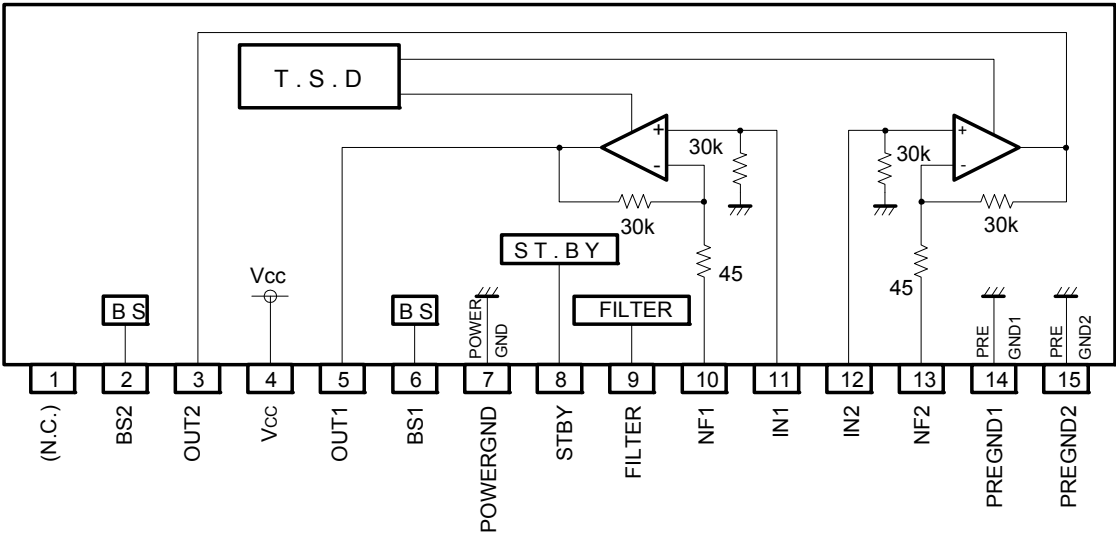 T.S.D
+
-
30k
30k
45
+
-
30k
30k
45
ST.BY
Vcc
BS
BS
POWER
GND
FILTER
PRE
GND1
PRE
GND2
1
2
3
4
5
6
7
8
9
10
11
12
13
14
15
(N.C.)
BS2
OUT2
Vcc
OUT1
BS1
POWERGND
STBY
FILTER
NF1
IN1
IN2
NF2
PREGND1
PREGND2